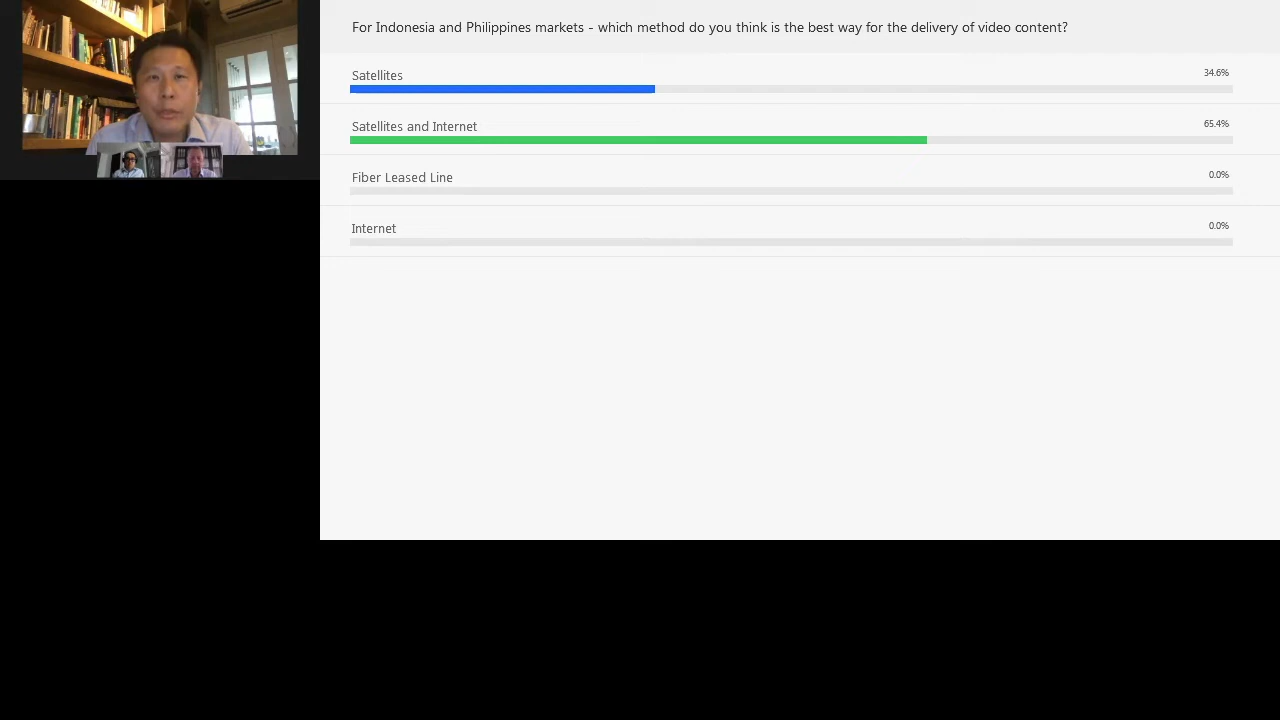 For Indonesia and Philippines markets - which method do you think is the best way for the delivery of video content?
Satellites 34.6%
Satellites and Internet 65.4%
Fiber Leased Line 0.0%
Internet 0.0%